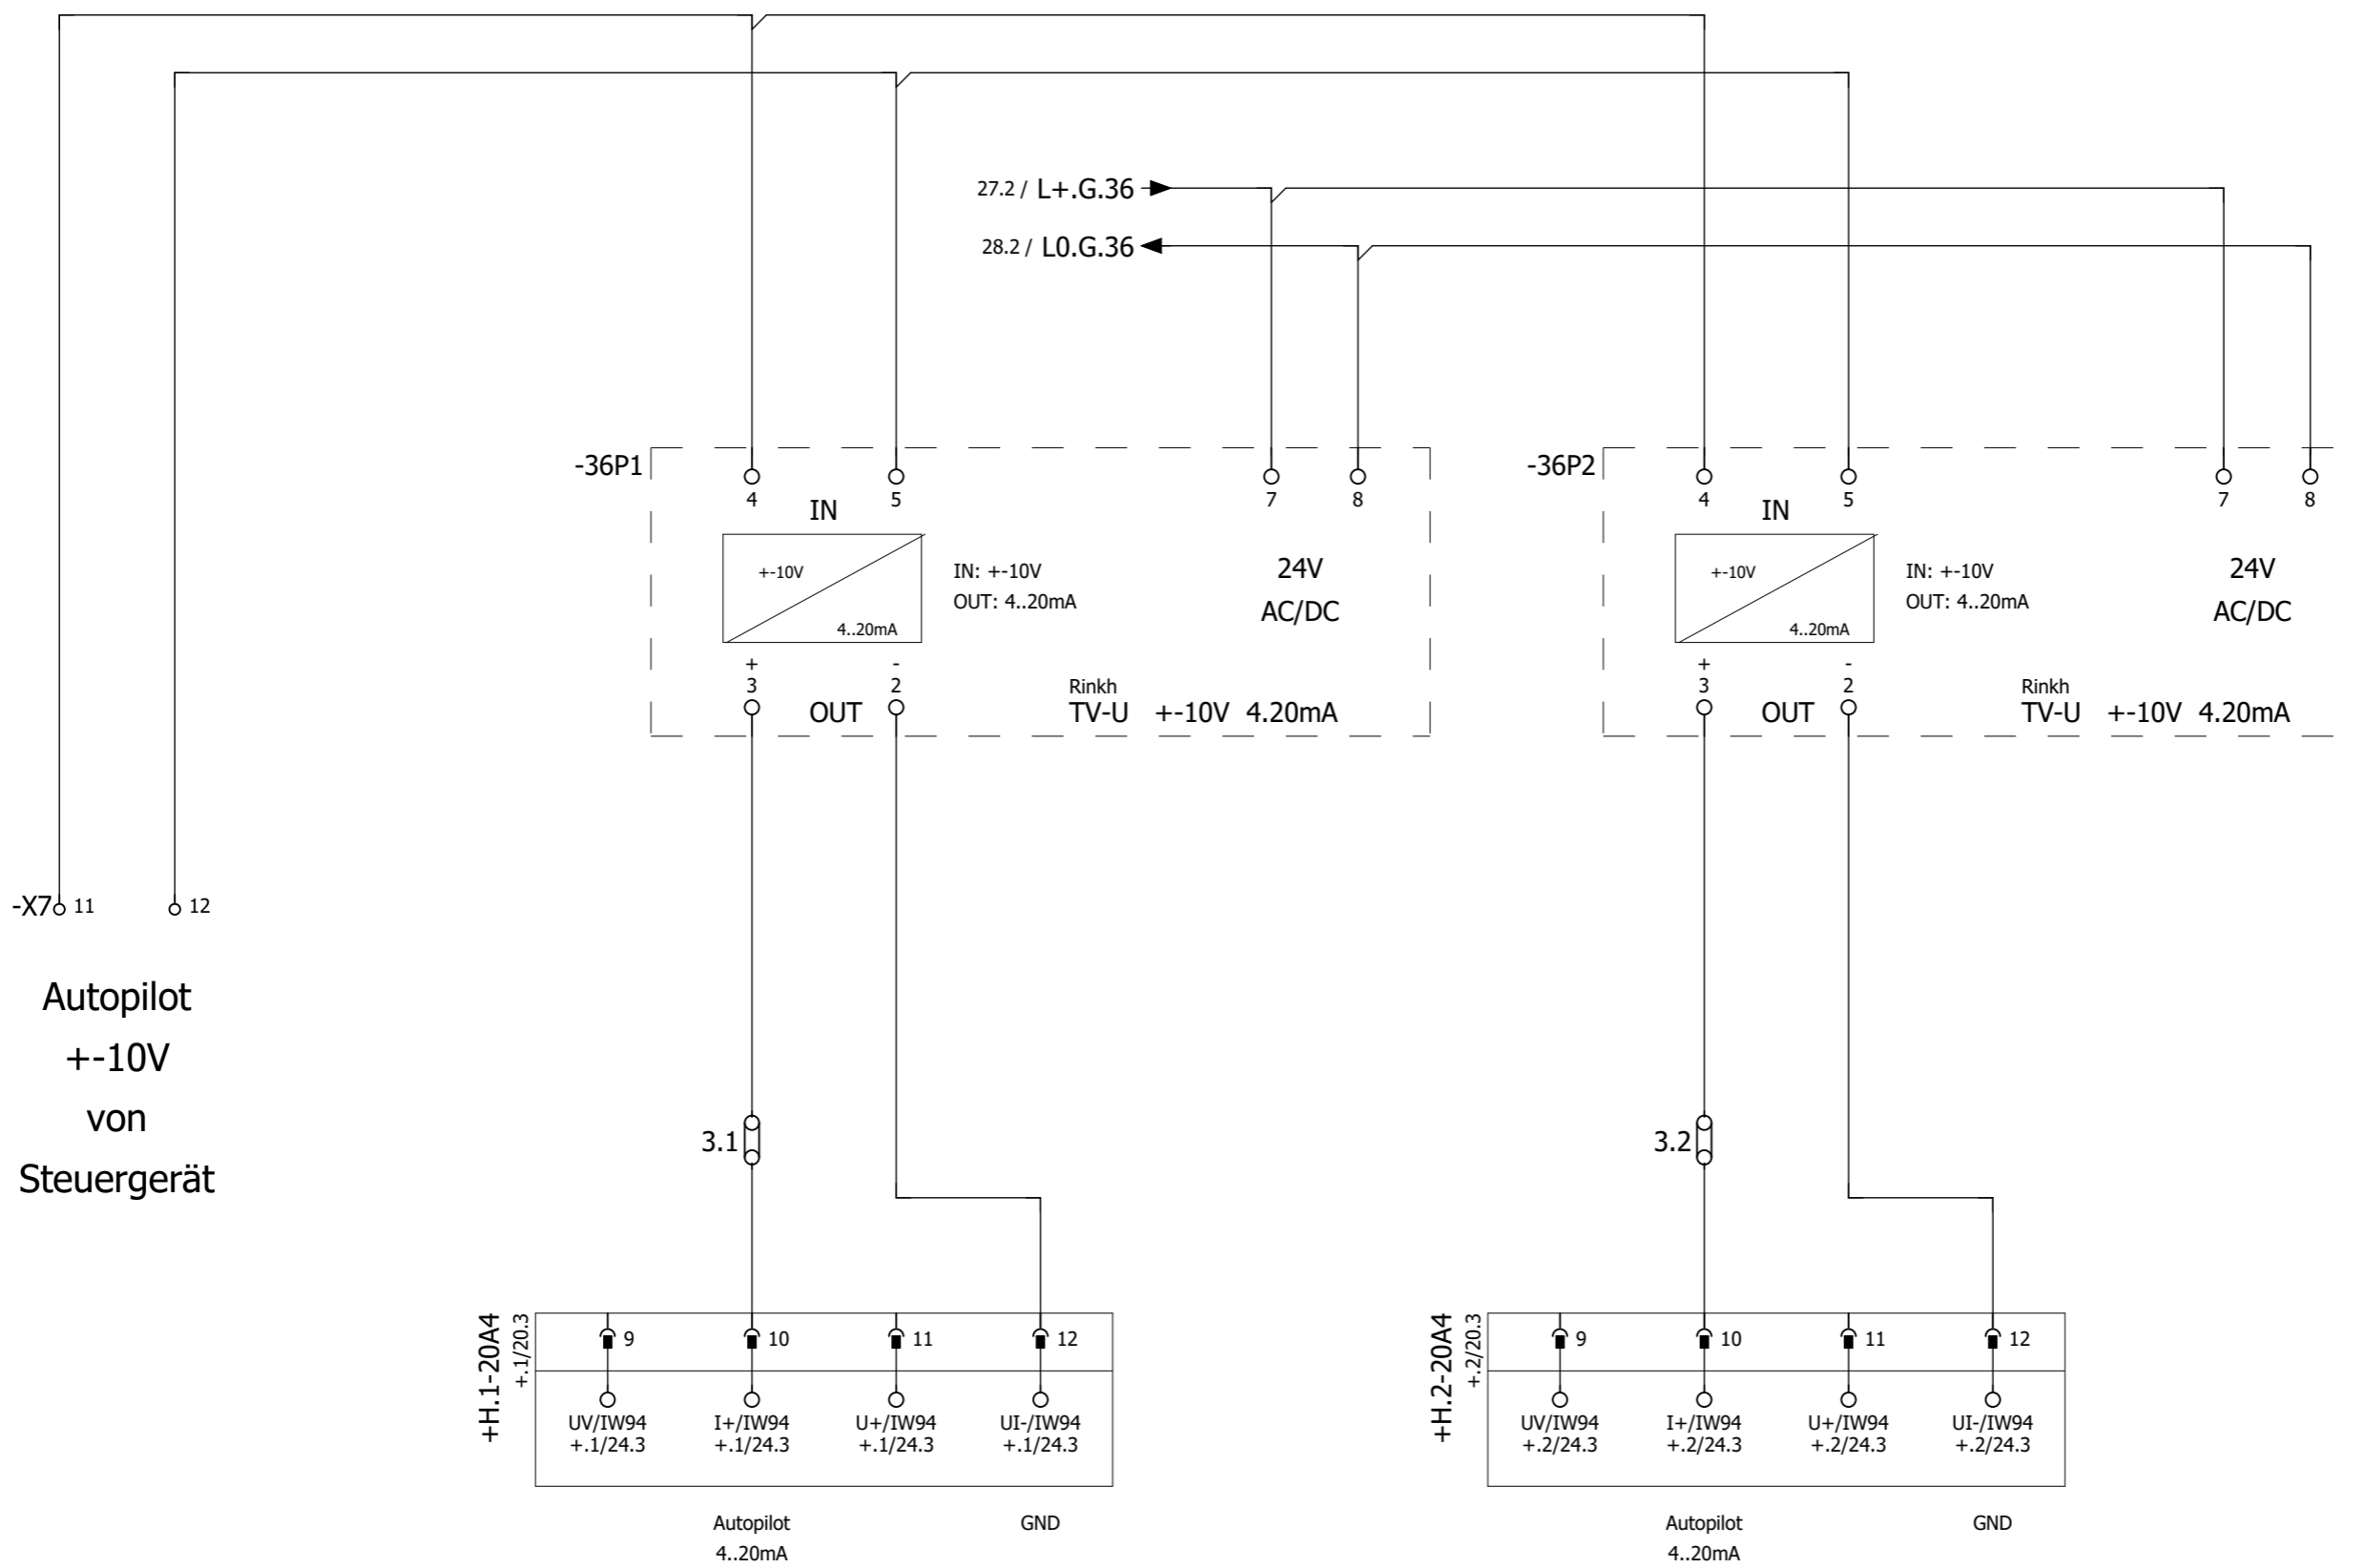 27.2 / L+.G.36
28.2 / L0.G.36
-36P1
4
5
7
8
IN
+-10V
4..20mA
IN: +-10V
OUT: 4..20mA
24V
AC/DC
+
3
-
2
OUT
Rinkh
TV-U +-10V 4.20mA
-36P2
4
5
7
8
IN
+-10V
4..20mA
IN: +-10V
OUT: 4..20mA
24V
AC/DC
+
3
-
2
OUT
Rinkh
TV-U +-10V 4.20mA
-X7
11
12
Autopilot
+-10V
von
Steuergerät
3.1
3.2
+H.1-20A4
+.1/20.3
9
10
11
12
UV/IW94
+.1/24.3
I+/IW94
+.1/24.3
U+/IW94
+.1/24.3
UI-/IW94
+.1/24.3
Autopilot
4..20mA
GND
+H.2-20A4
+.2/20.3
9
10
11
12
UV/IW94
+.2/24.3
I+/IW94
+.2/24.3
U+/IW94
+.2/24.3
UI-/IW94
+.2/24.3
Autopilot
4..20mA
GND